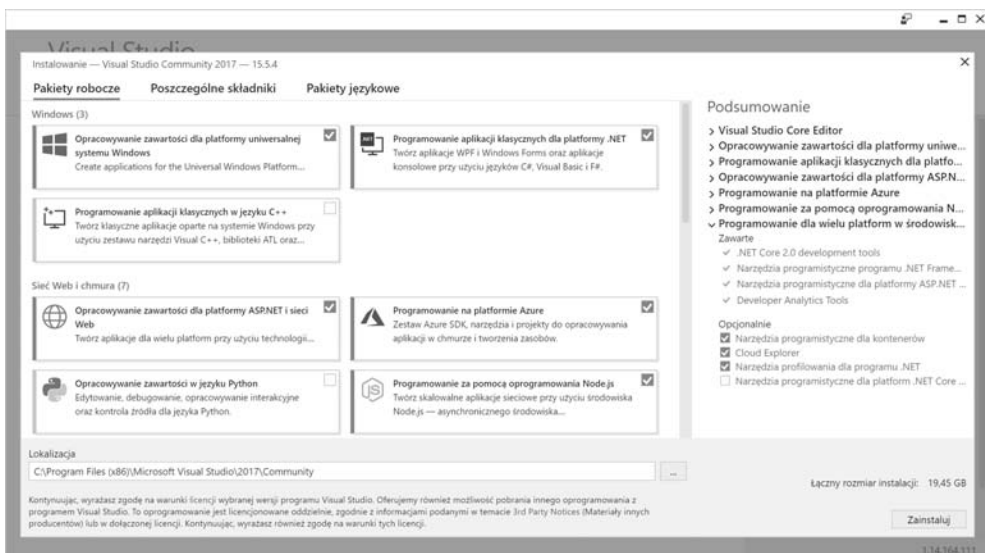 Visual Studio
Instalowanie — Visual Studio Community 2017 — 15.5.4
Pakiety robocze Poszczególne składniki Pakiety językowe
Windows (3)
Opracowywanie zawartości dla platformy uniwersalnej
systemu Windows
Create applications for the Universal Windows Platform...
Programowanie aplikacji klasycznych dla platformy .NET
Twórz aplikacje WPF i Windows Forms oraz aplikacje
konsolowe przy użyciu języków C#, Visual Basic i F#.
Programowanie aplikacji klasycznych w języku C++
Twórz klasyczne aplikacje oparte na systemie Windows przy
użyciu zestawu narzędzi Visual C++, biblioteki ATL oraz...
Sieć Web i chmura (7)
Opracowywanie zawartości dla platformy ASP.NET i sieci
Web
Twórz aplikacje dla wielu platform przy użyciu technologii...
Programowanie na platformie Azure
Zestaw Azure SDK, narzędzia i projekty do opracowywania
aplikacji w chmurze i tworzenia zasobów.
Opracowywanie zawartości w języku Python
Edytowanie, debugowanie, opracowywanie interakcyjne
oraz kontrola źródła dla języka Python.
Programowanie za pomocą oprogramowania Node.js
Twórz skalowalne aplikacje sieciowe przy użyciu środowiska
Node.js — asynchronicznego środowiska...
Podsumowanie
Visual Studio Core Editor
Opracowywanie zawartości dla platformy uniwe...
Programowanie aplikacji klasycznych dla platfo...
Opracowywanie zawartości dla platformy ASP.N...
Programowanie na platformie Azure
Programowanie za pomocą oprogramowania N...
Programowanie dla wielu platform w środowisk...
Zawarte
.NET Core 2.0 development tools
Narzędzia programistyczne programu .NET Frame...
Narzędzia programistyczne dla platformy ASP.NET ...
Developer Analytics Tools
Opcjonalnie
Narzędzia programistyczne dla kontenerów
Cloud Explorer
Narzędzia profilowania dla programu .NET
Narzędzia programistyczne dla platform .NET Core ...
Lokalizacja
C:\Program Files (x86)\Microsoft Visual Studio\2017\Community
...
Łączny rozmiar instalacji: 19,45 GB
Kontynuując, wyrażasz zgodę na warunki licencji wybranej wersji programu Visual Studio. Oferujemy również możliwość pobrania innego oprogramowania z
programem Visual Studio. To oprogramowanie jest licencjonowane oddzielnie, zgodnie z informacjami podanymi w temacie 3rd Party Notices (Materiały innych
producentów) lub w dołączonej licencji. Kontynuując, wyrażasz również zgodę na warunki tych licencji.
Zainstaluj